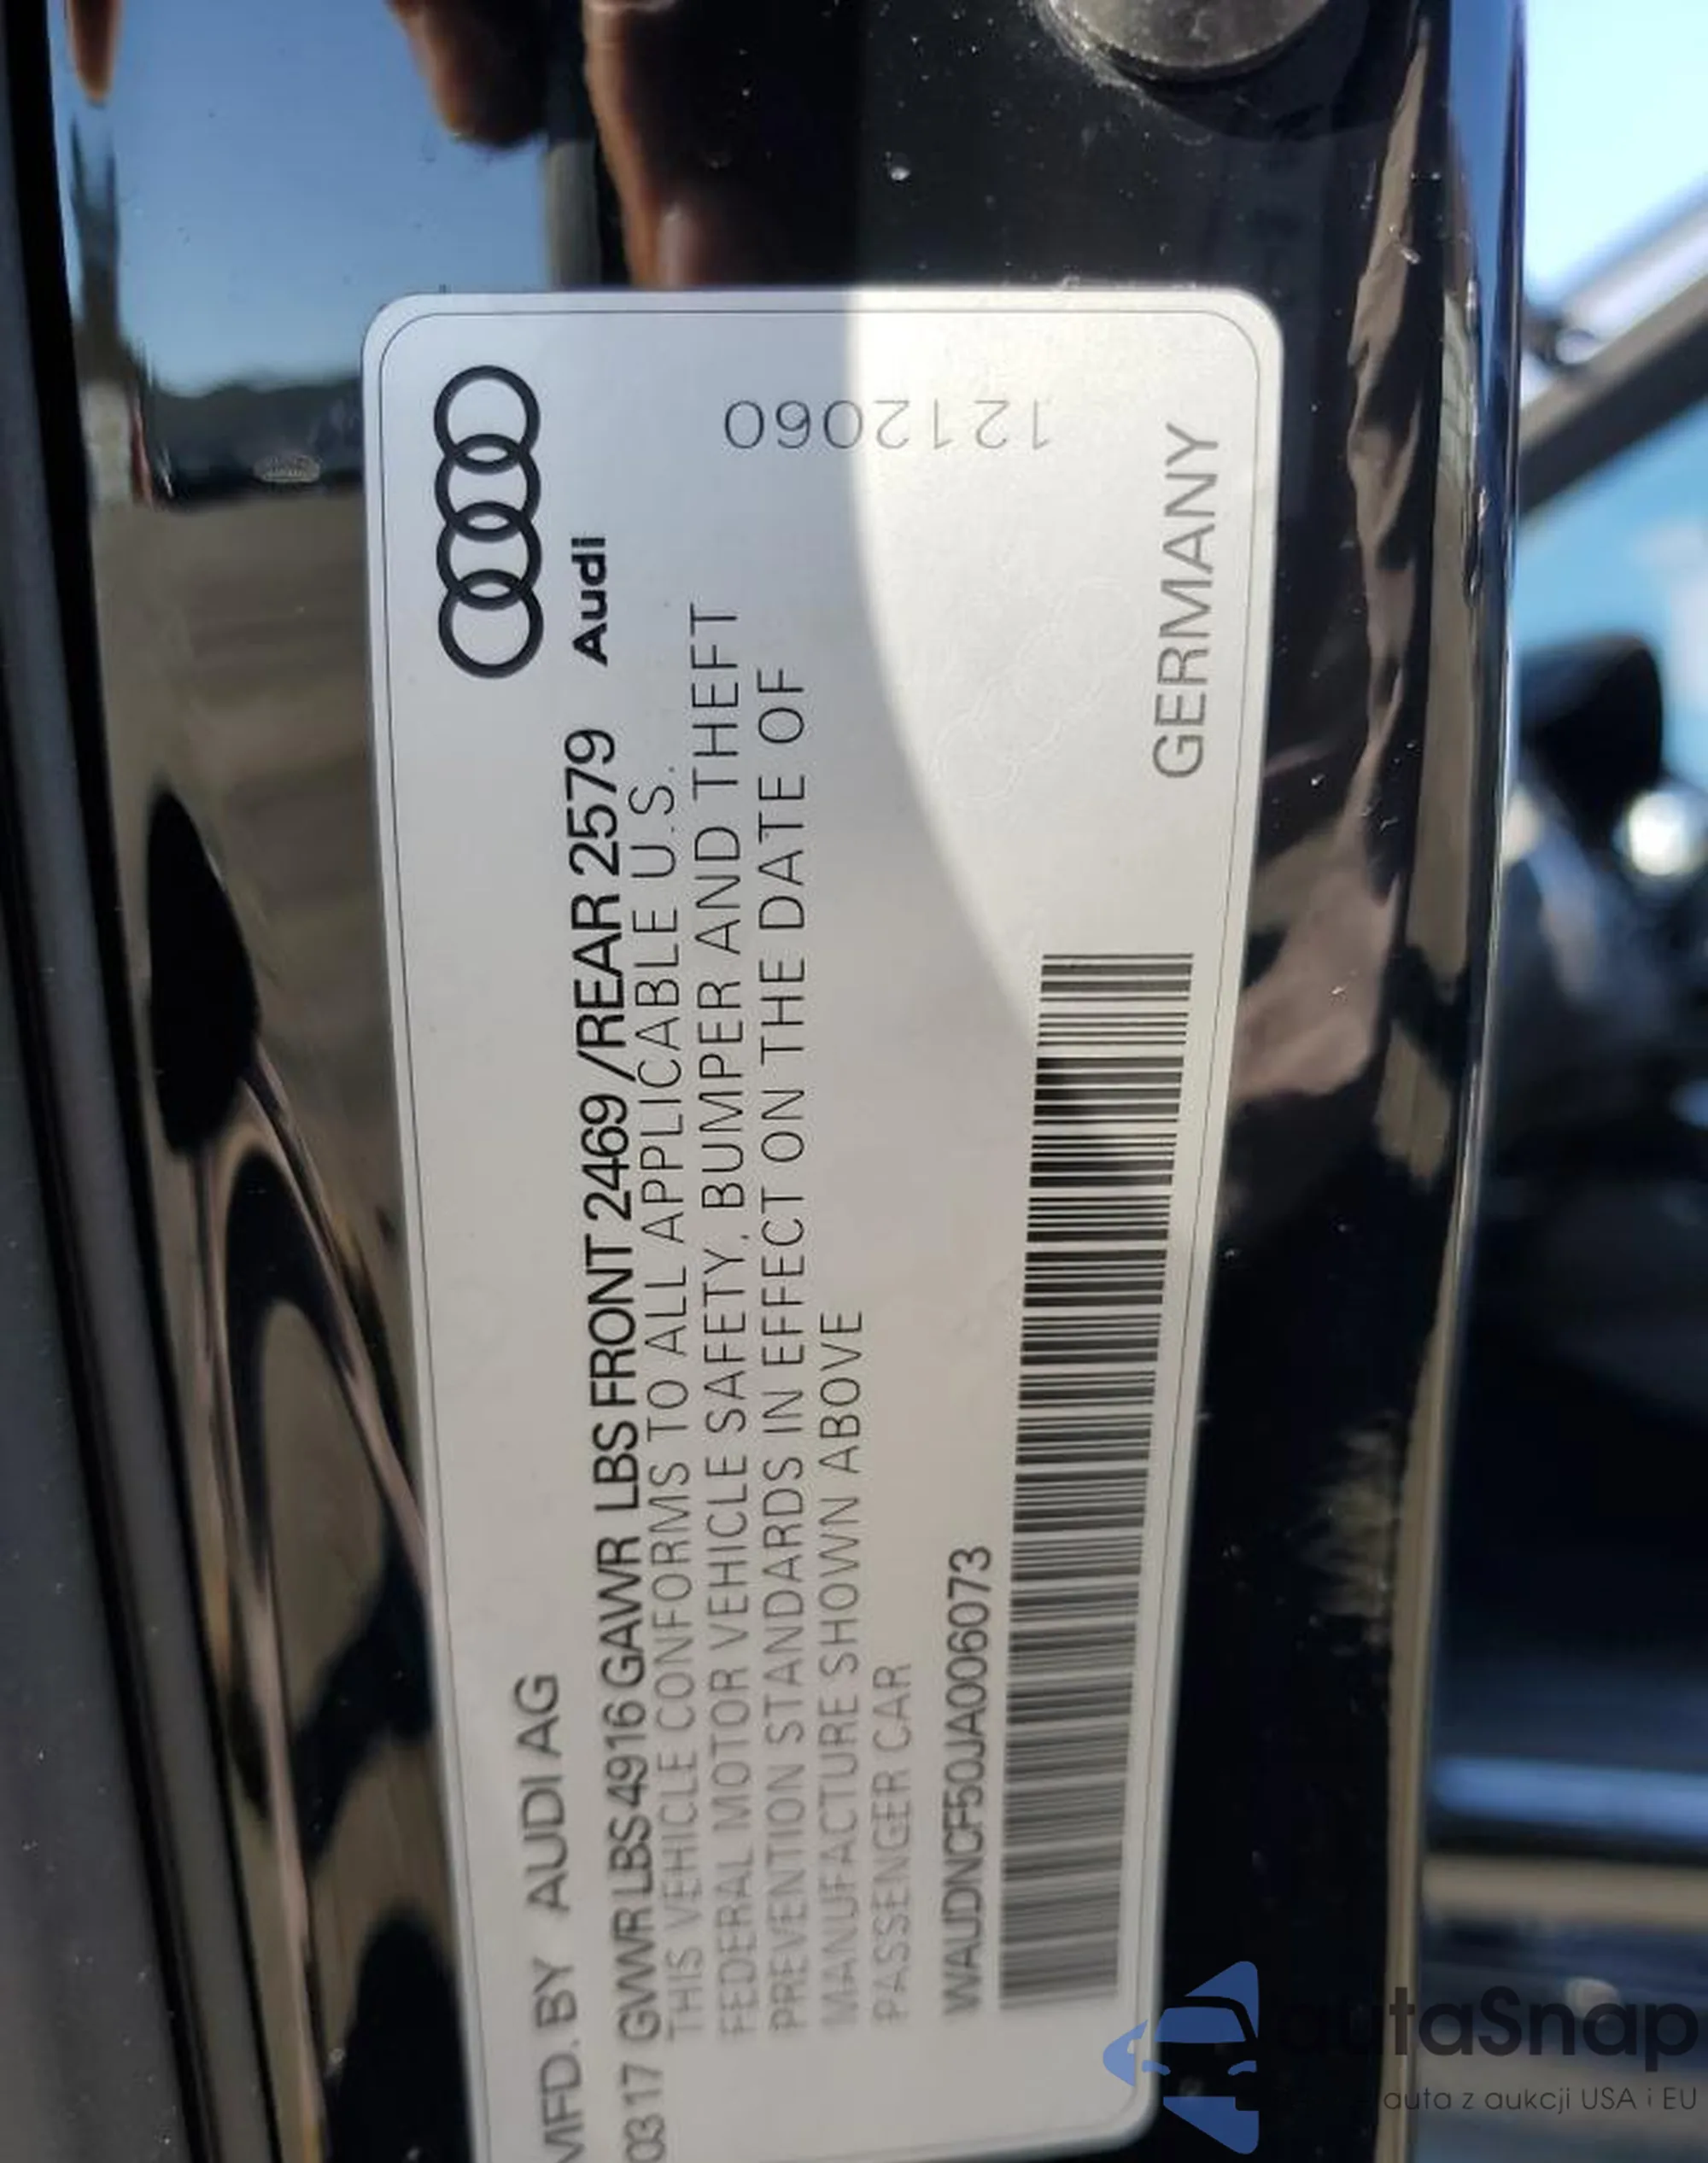 MFD. BY AUDI AG
Audi
0317 GVWR LBS 4916 GAWR LBS FRONT 2469 /REAR 2579
THIS VEHICLE CONFORMS TO ALL APPLICABLE U.S.
FEDERAL MOTOR VEHICLE SAFETY, BUMPER AND THEFT
PREVENTION STANDARDS IN EFFECT ON THE DATE OF
MANUFACTURE SHOWN ABOVE
PASSENGER CAR
1212060
WAUDNCF50JA006073
GERMANY
autaSnap
auta z aukcji USA i EU